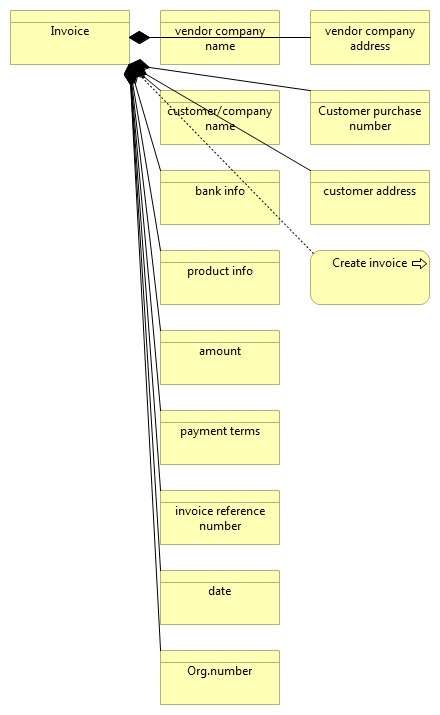 Invoice
vendor company
name
vendor company
address
customer/company
name
Customer purchase
number
bank info
customer address
product info
Create invoice
amount
payment terms
invoice reference
number
date
Org.number